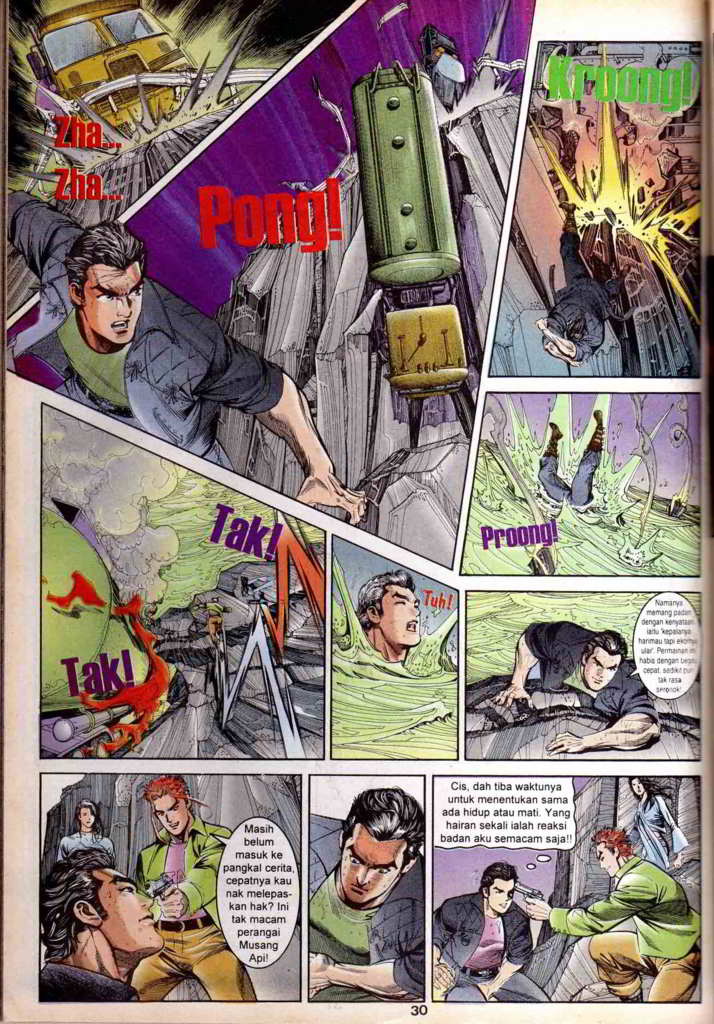 Zha...
Zha...
Pong!
Kroong!
Proong!
Tak!
Tak!
Tuh!
Namanya
memang padan
dengan kenyataan
iaitu 'kepalanya
harimau tapi ekornya
ular'. Permainan ini
habis dengan begitu
cepat, sedikit pun
tak rasa
seronok!
Masih
belum
masuk ke
pangkal cerita,
cepatnya kau
nak melepas-
kan hak? Ini
tak macam
perangai
Musang
Api!
Cis, dah tiba waktunya
untuk menentukan sama
ada hidup atau mati. Yang
hairan sekali ialah reaksi
badan aku semacam saja!!
30